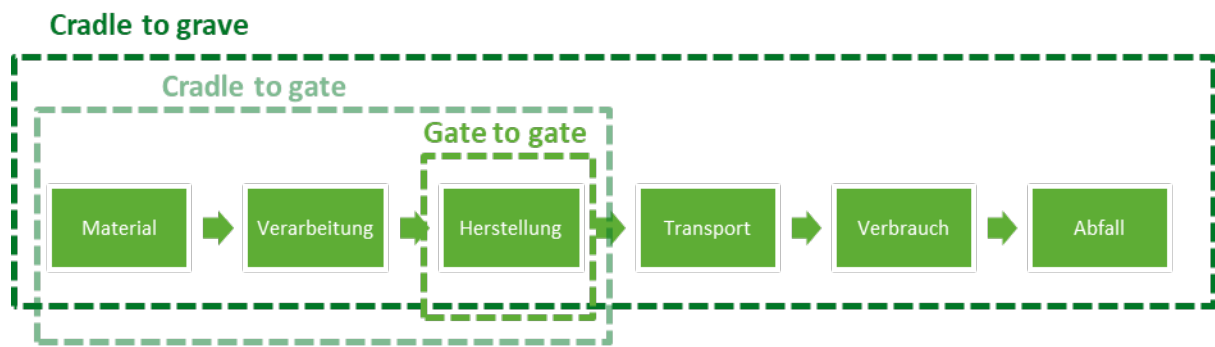 Cradle to grave
Cradle to gate
Gate to gate
Material
Verarbeitung
Herstellung
Transport
Verbrauch
Abfall